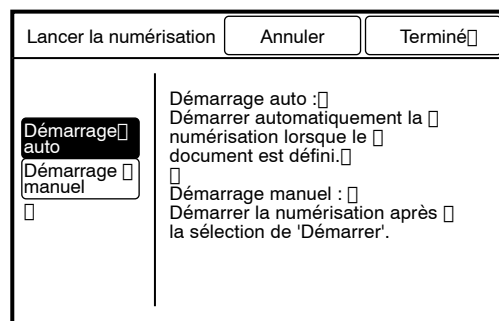 Lancer la numérisation
Annuler
Terminé
Démarrage
auto
Démarrage
manuel
Démarrage auto :
Démarrer automatiquement la
numérisation lorsque le
document est défini.
Démarrage manuel :
Démarrer la numérisation après
la sélection de 'Démarrer'.